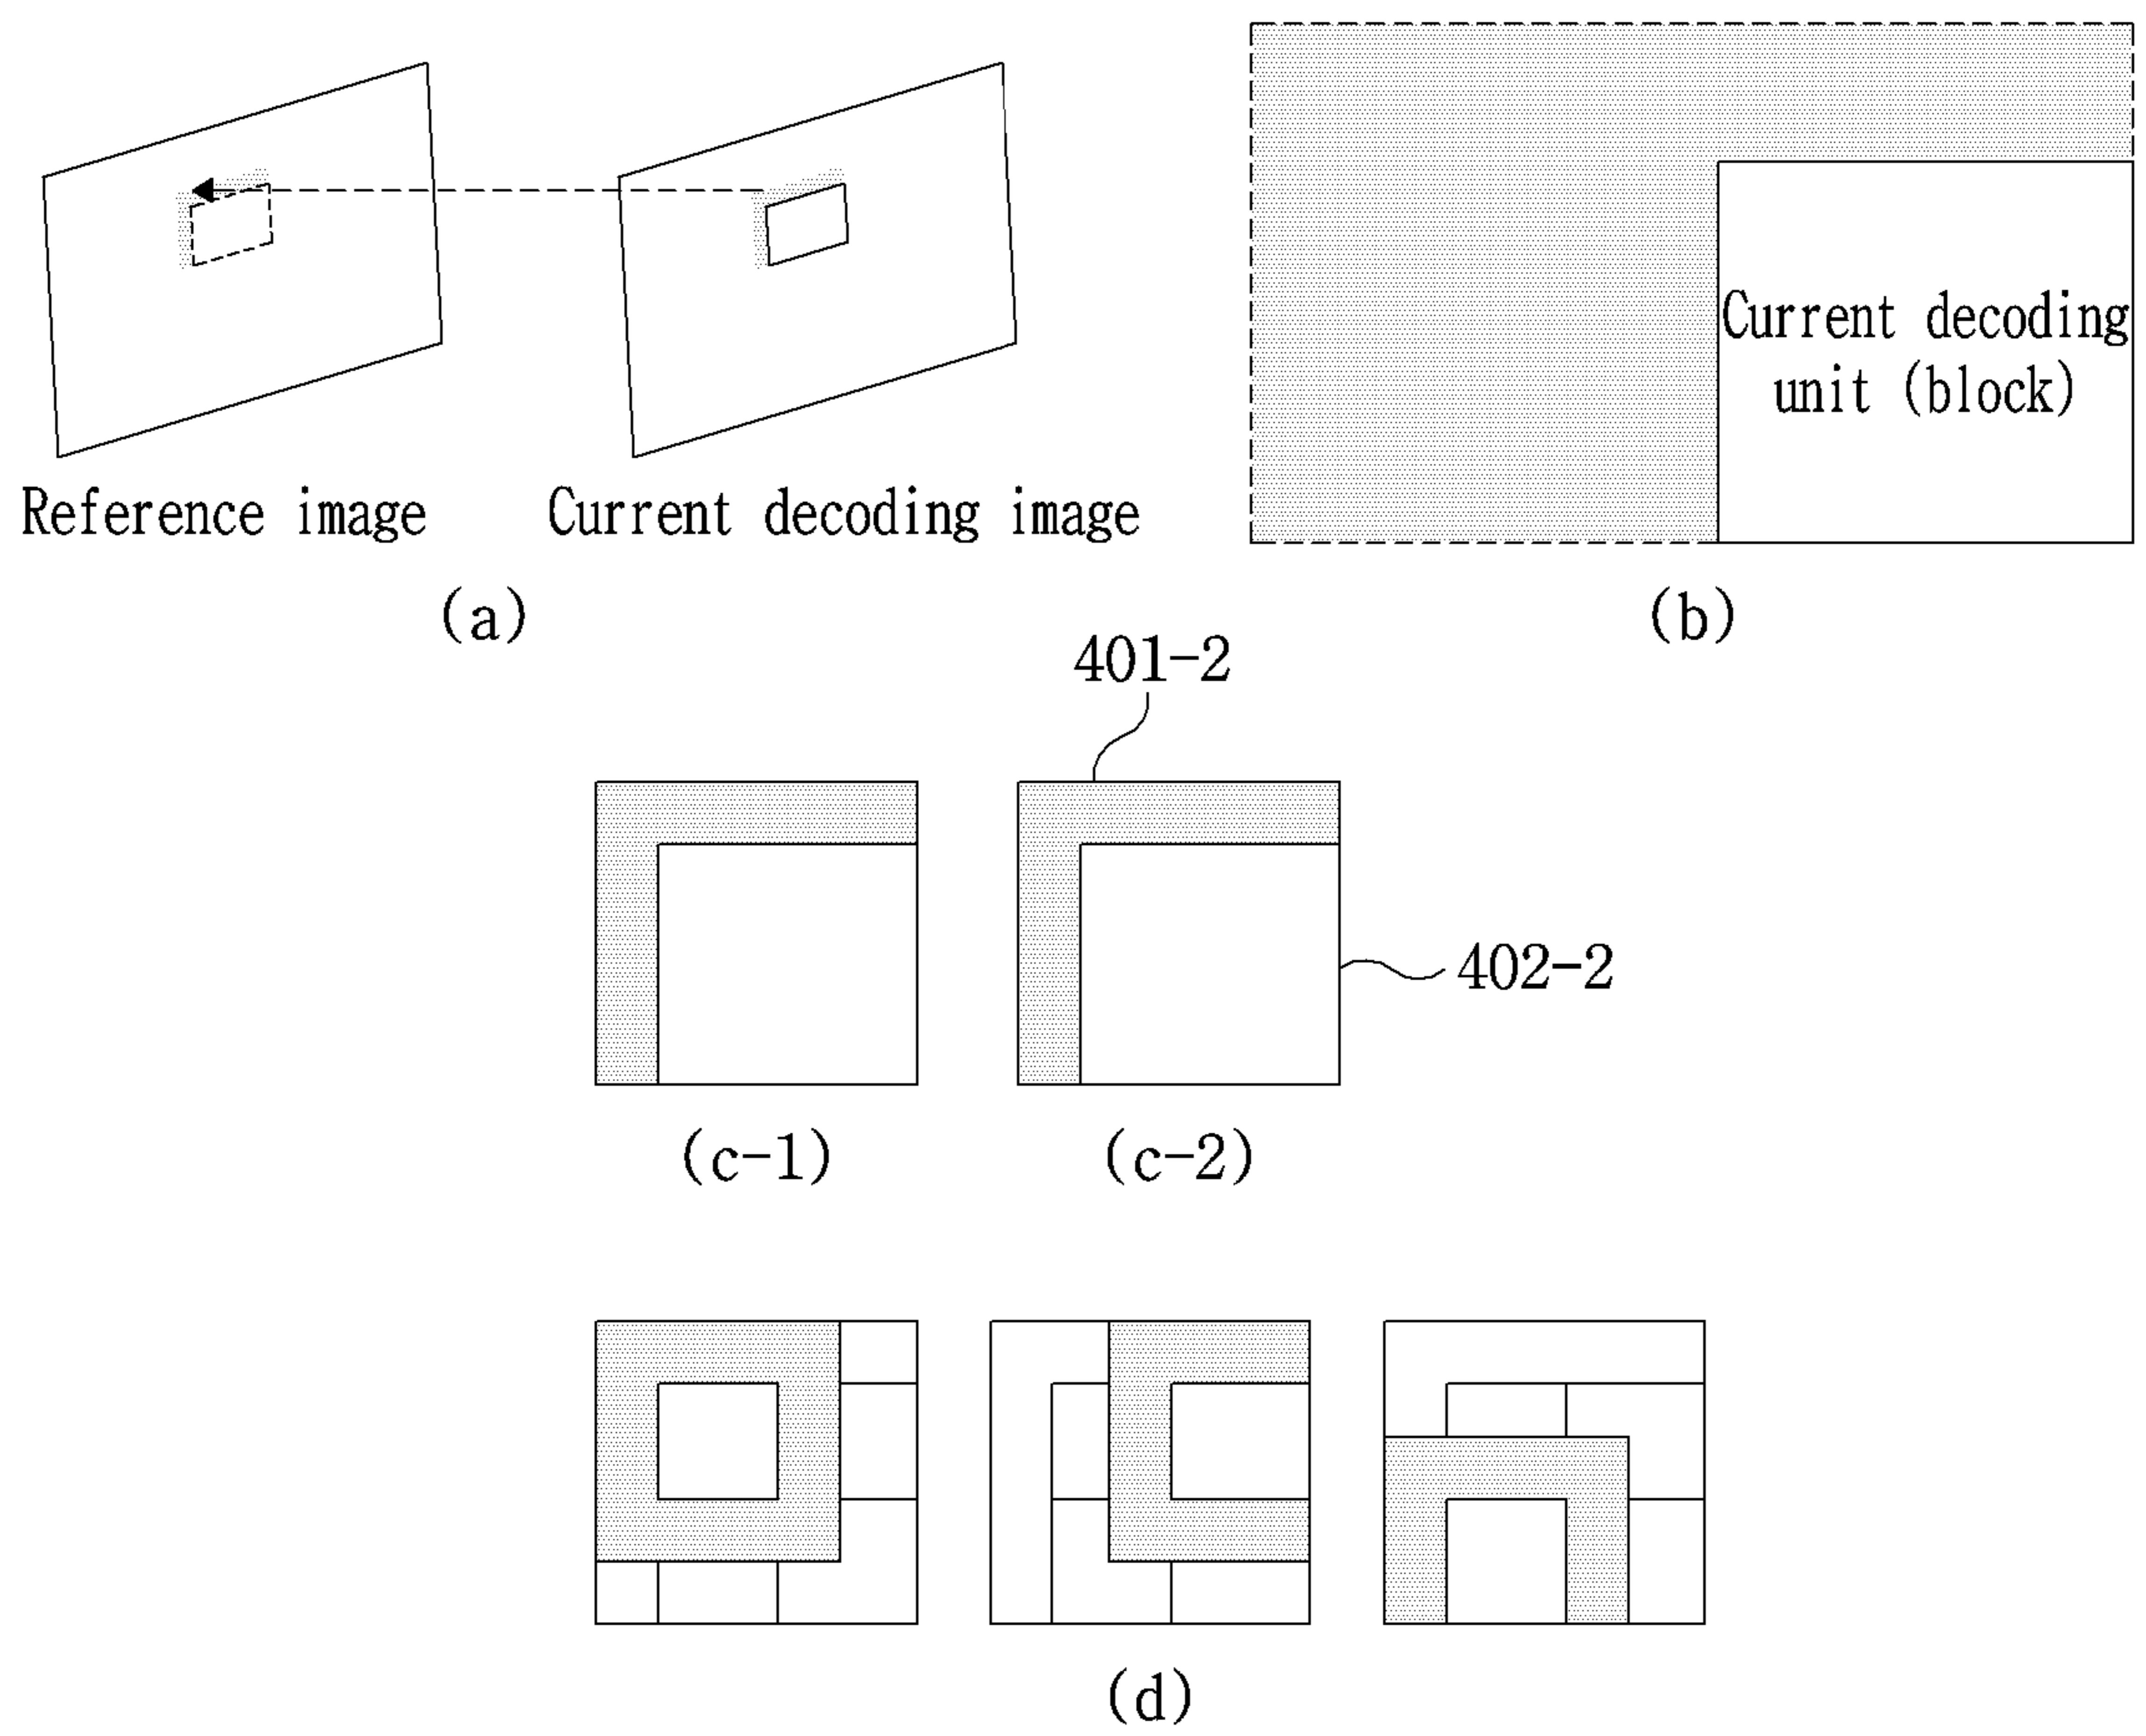 Current decoding
unit (block)
Reference image
Current decoding image
(a)
(b)
401-2
402-2
(c-1)
(c-2)
(d)